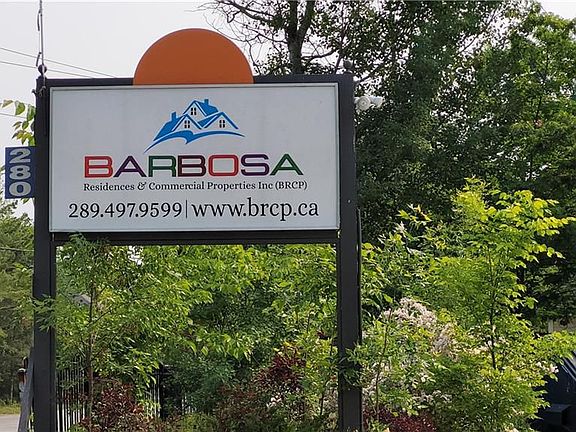 BARBOSA
Residences & Commercial Properties Inc (BRCP)
289.497.9599 | www.brcp.ca
280